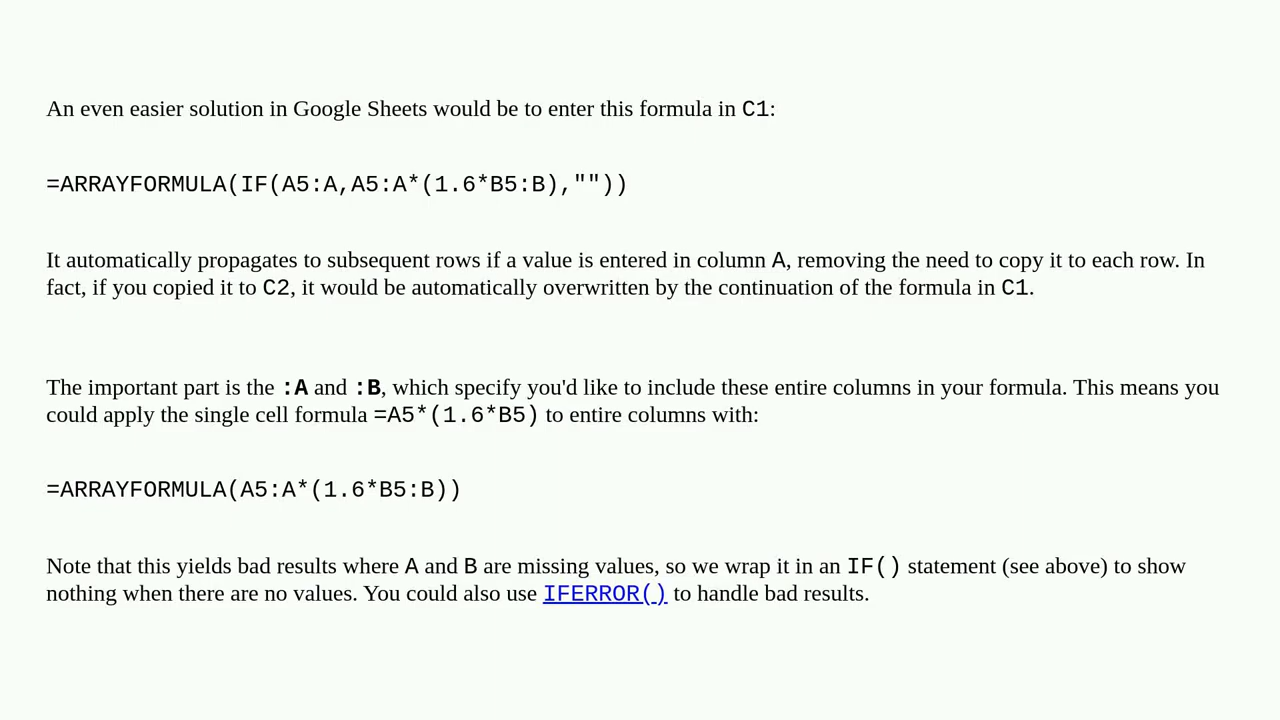 An even easier solution in Google Sheets would be to enter this formula in C1:
=ARRAYFORMULA(IF(A5:A,A5:A*(1.6*B5:B),""))
It automatically propagates to subsequent rows if a value is entered in column A, removing the need to copy it to each row. In
fact, if you copied it to C2, it would be automatically overwritten by the continuation of the formula in C1.
The important part is the :A and :B, which specify you'd like to include these entire columns in your formula. This means you
could apply the single cell formula =A5*(1.6*B5) to entire columns with:
=ARRAYFORMULA(A5:A*(1.6*B5:B))
Note that this yields bad results where A and B are missing values, so we wrap it in an IF() statement (see above) to show
nothing when there are no values. You could also use IFERROR() to handle bad results.